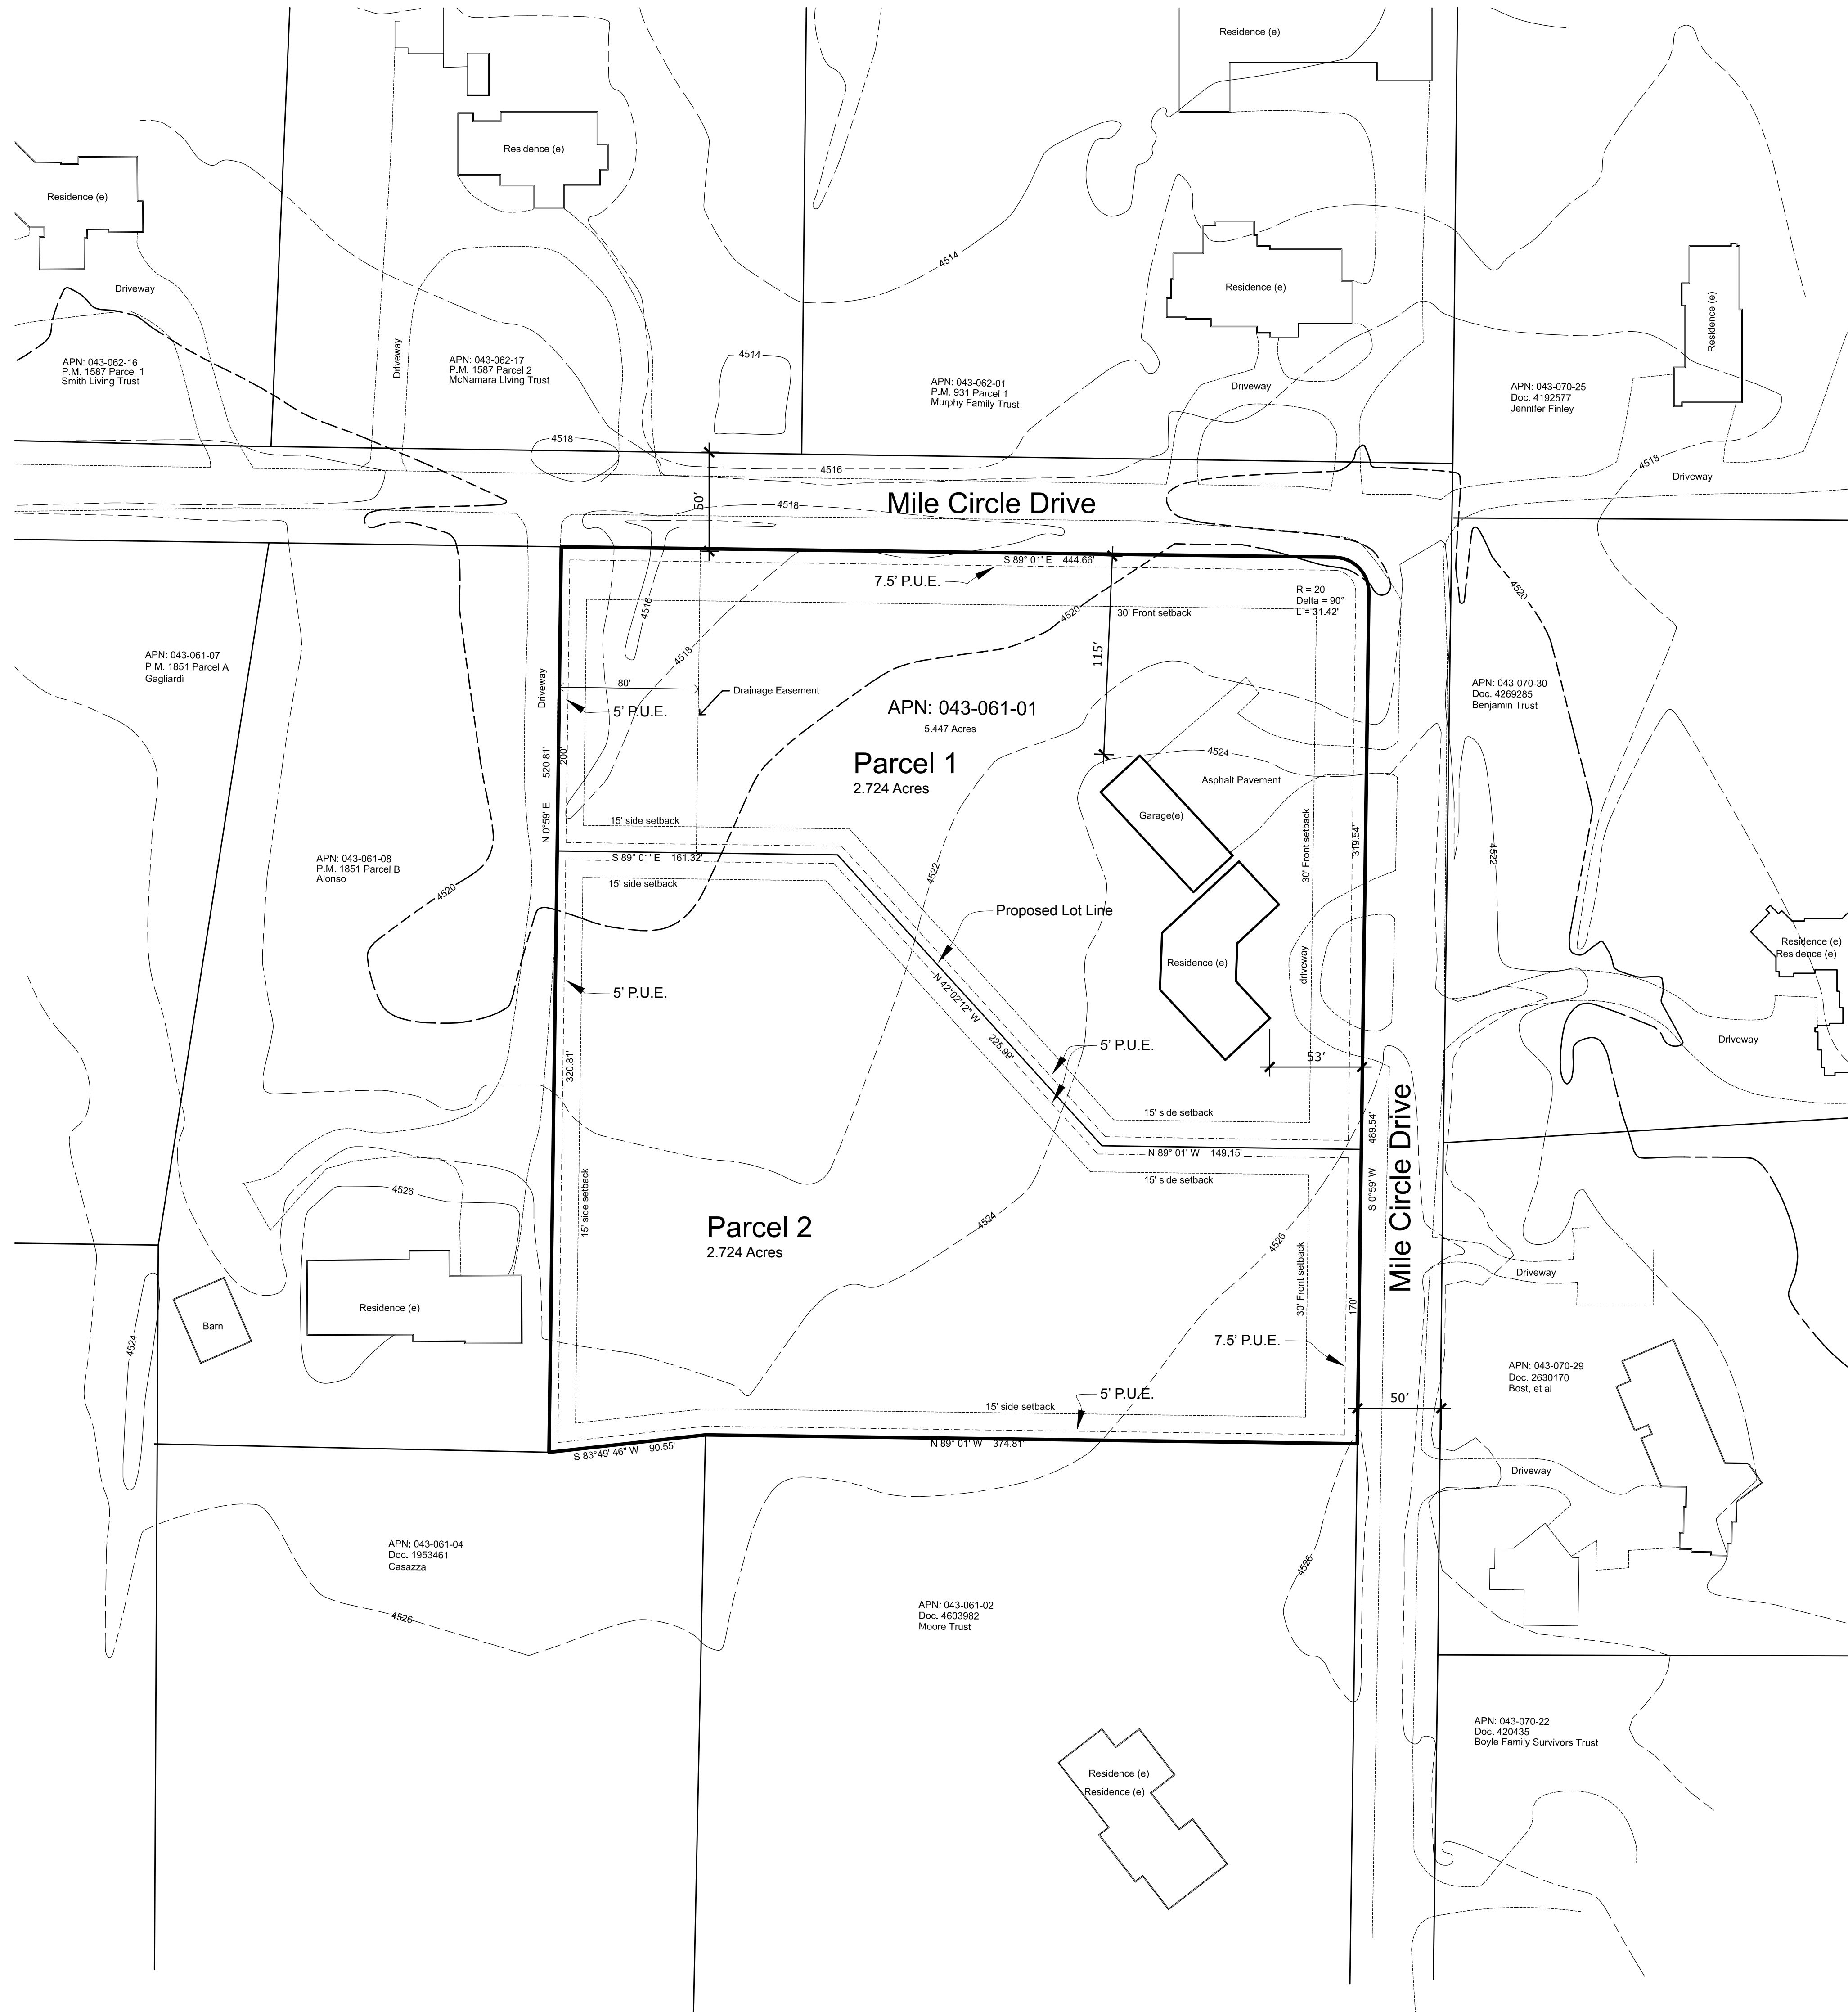 Residence (e)
Residence (e)
Residence (e)
4514
Residence (e)
Residence (e)
Driveway
Driveway
4514
APN: 043-062-16
P.M. 1587 Parcel 1
Smith Living Trust
APN: 043-062-17
P.M. 1587 Parcel 2
McNamara Living Trust
APN: 043-062-01
P.M. 931 Parcel 1
Murphy Family Trust
Driveway
APN: 043-070-25
Doc. 4192577
Jennifer Finley
4518
4516
4518
Driveway
50'
4518
Mile Circle Drive
S 89° 01' E 444.66'
7.5' P.U.E.
R = 20'
Delta = 90°
L = 31.42'
4516
4520
30' Front setback
4520
APN: 043-061-07
P.M. 1851 Parcel A
Gagliardi
4518
115'
Driveway
80'
Drainage Easement
5' P.U.E.
APN: 043-061-01
5.447 Acres
APN: 043-070-30
Doc. 4269285
Benjamin Trust
N 0°59' E 520.81'
200'
Parcel 1
2.724 Acres
4524
Asphalt Pavement
Garage(e)
15' side setback
30' Front setback
319.54'
4522
S 89° 01' E 161.32'
APN: 043-061-08
P.M. 1851 Parcel B
Alonso
15' side setback
4522
4520
Proposed Lot Line
Residence (e)
Residence (e)
Residence (e)
driveway
5' P.U.E.
N 42°02'12" W 225.99'
Driveway
5' P.U.E.
53'
320.81'
15' side setback
S 0°59' W 489.54'
Mile Circle Drive
N 89° 01' W 149.15'
15' side setback
4526
15' side setback
Parcel 2
2.724 Acres
4524
4526
30' Front setback
170'
Driveway
Residence (e)
Barn
4524
7.5' P.U.E.
APN: 043-070-29
Doc. 2630170
Bost, et al
5' P.U.E.
50'
15' side setback
S 83°49' 46" W 90.55'
N 89° 01' W 374.81'
Driveway
APN: 043-061-04
Doc. 1953461
Casazza
4526
4526
APN: 043-061-02
Doc. 4603982
Moore Trust
APN: 043-070-22
Doc. 420435
Boyle Family Survivors Trust
Residence (e)
Residence (e)